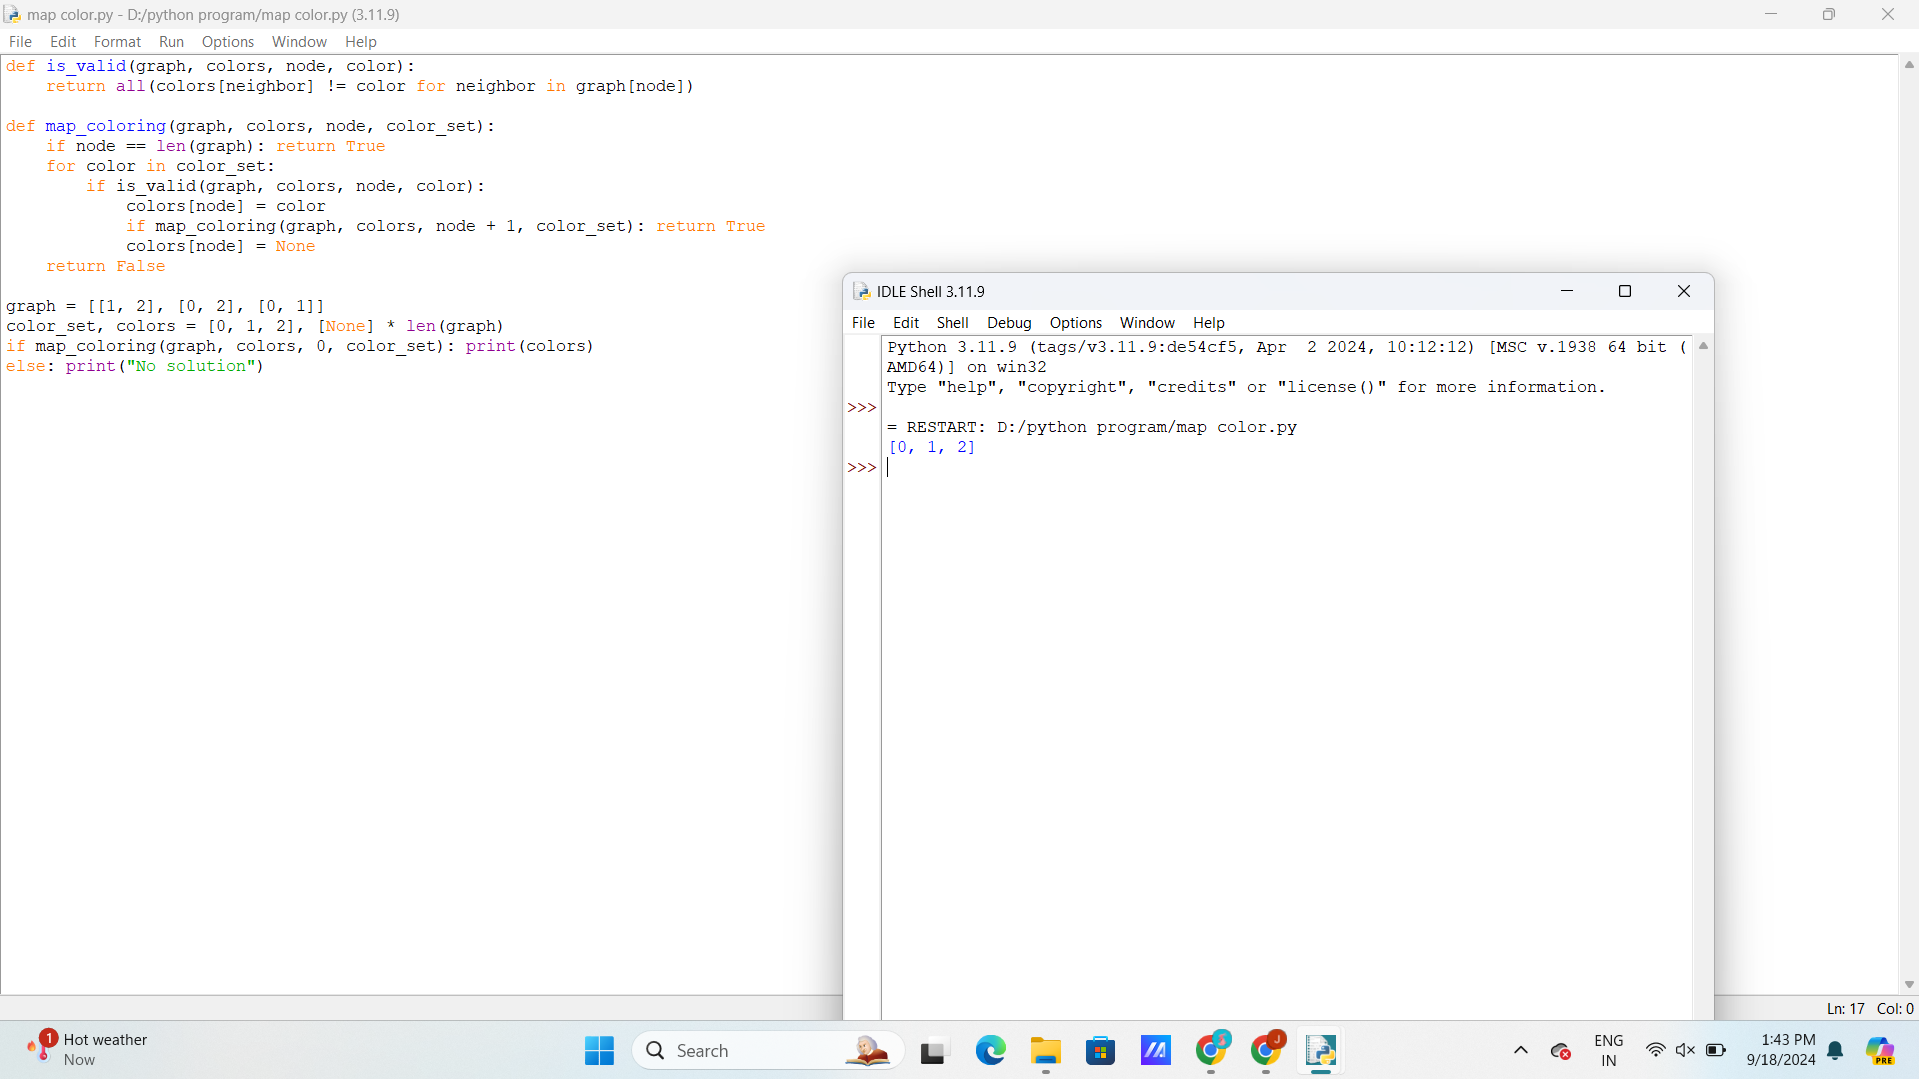 map color.py - D:/python program/map color.py (3.11.9)
File Edit Format Run Options Window Help
def is_valid(graph, colors, node, color):
    return all(colors[neighbor] != color for neighbor in graph[node])
def map_coloring(graph, colors, node, color_set):
    if node == len(graph): return True
    for color in color_set:
        if is_valid(graph, colors, node, color):
            colors[node] = color
            if map_coloring(graph, colors, node + 1, color_set): return True
            colors[node] = None
    return False
graph = [[1, 2], [0, 2], [0, 1]]
color_set, colors = [0, 1, 2], [None] * len(graph)
if map_coloring(graph, colors, 0, color_set): print(colors)
else: print("No solution")
IDLE Shell 3.11.9
File Edit Shell Debug Options Window Help
Python 3.11.9 (tags/v3.11.9:de54cf5, Apr  2 2024, 10:12:12) [MSC v.1938 64 bit (
AMD64)] on win32
Type "help", "copyright", "credits" or "license()" for more information.
>>>
= RESTART: D:/python program/map color.py
[0, 1, 2]
>>>
Ln: 17 Col: 0
1
Hot weather
Now
Search
S
J
ENG
IN
1:43 PM
9/18/2024
PRE